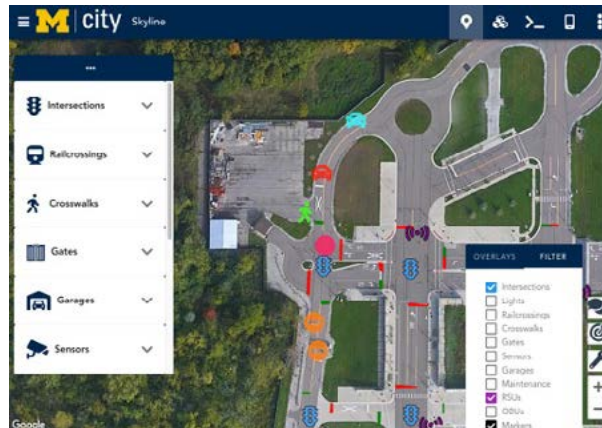 M city Skyline
Intersections
Railcrossings
Crosswalks
Gates
Garages
Sensors
OVERLAYS FILTER
Intersections
Lights
Railcrossings
Crosswalks
Gates
Sensors
Garages
Maintenance
RSUs
OBUs
Markers
Google